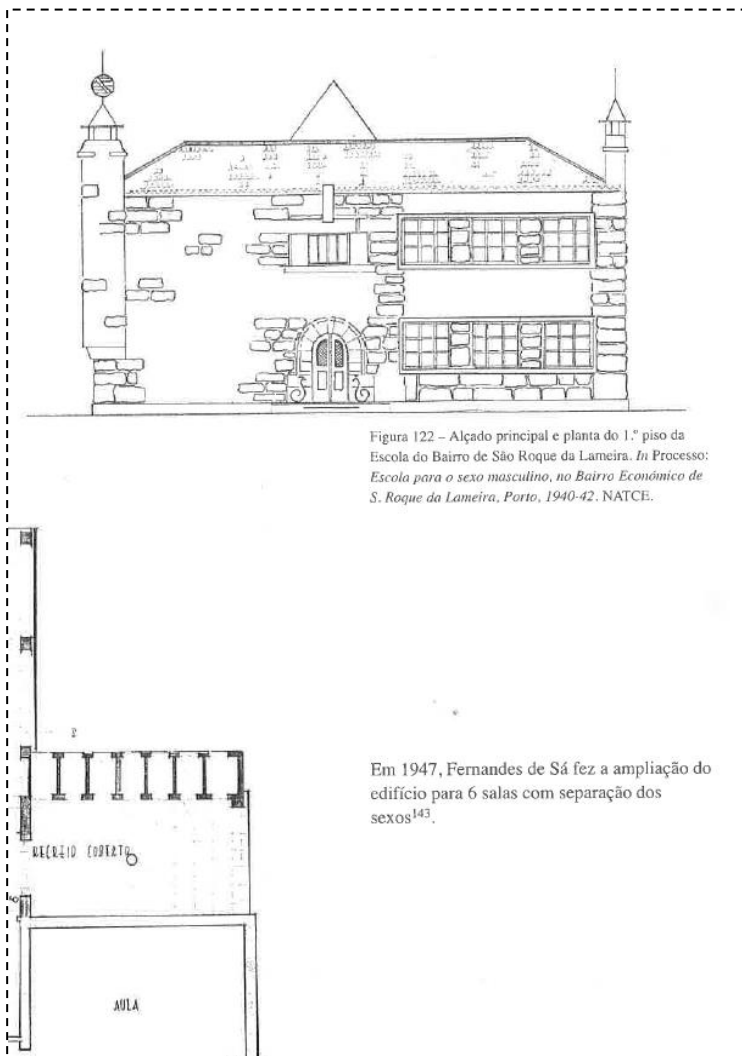 Figura 122 – Alçado principal e planta do 1.º piso da
Escola do Bairro de São Roque da Lameira. In Processo:
Escola para o sexo masculino, no Bairro Económico de
S. Roque da Lameira, Porto, 1940-42. NATCE.
Em 1947, Fernandes de Sá fez a ampliação do
edifício para 6 salas com separação dos
sexos143.
RECREIO COBERTO
AULA